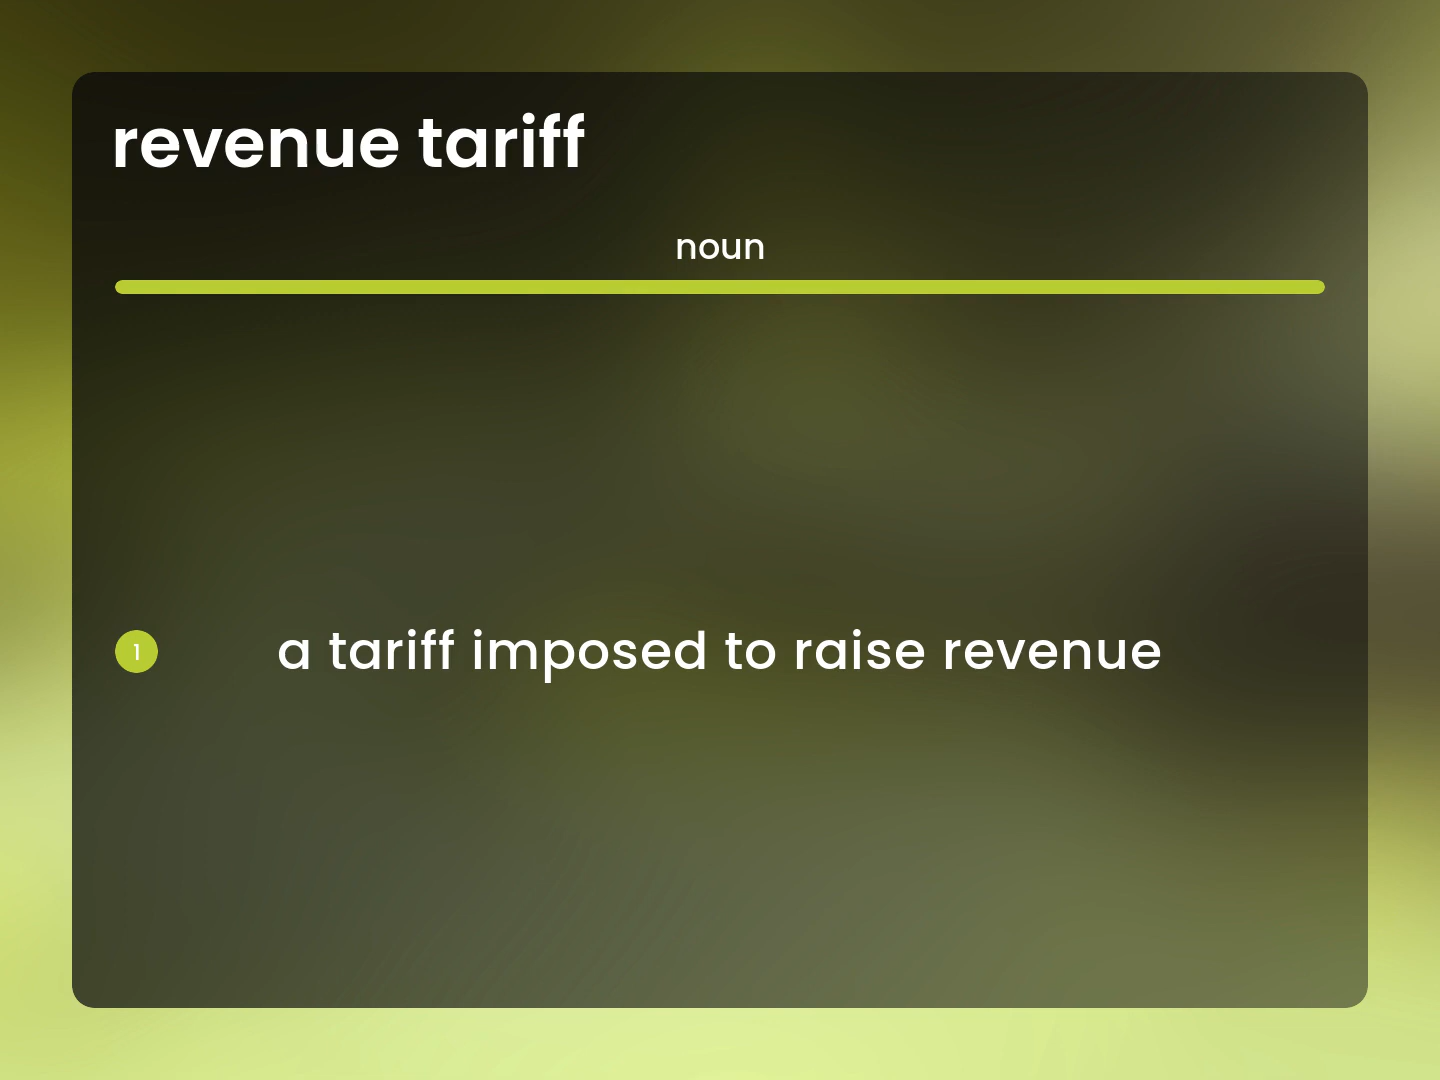 revenue tariff
noun
1 a tariff imposed to raise revenue